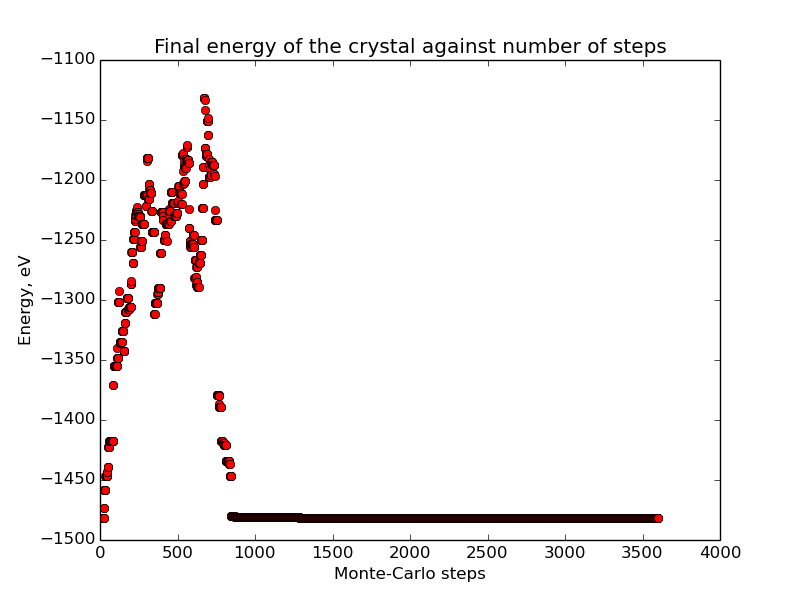 Final energy of the crystal against number of steps
−1100
−1150
−1200
−1250
−1300
−1350
−1400
−1450
−1500
Energy, eV
0 500 1000 1500 2000 2500 3000 3500 4000
Monte-Carlo steps